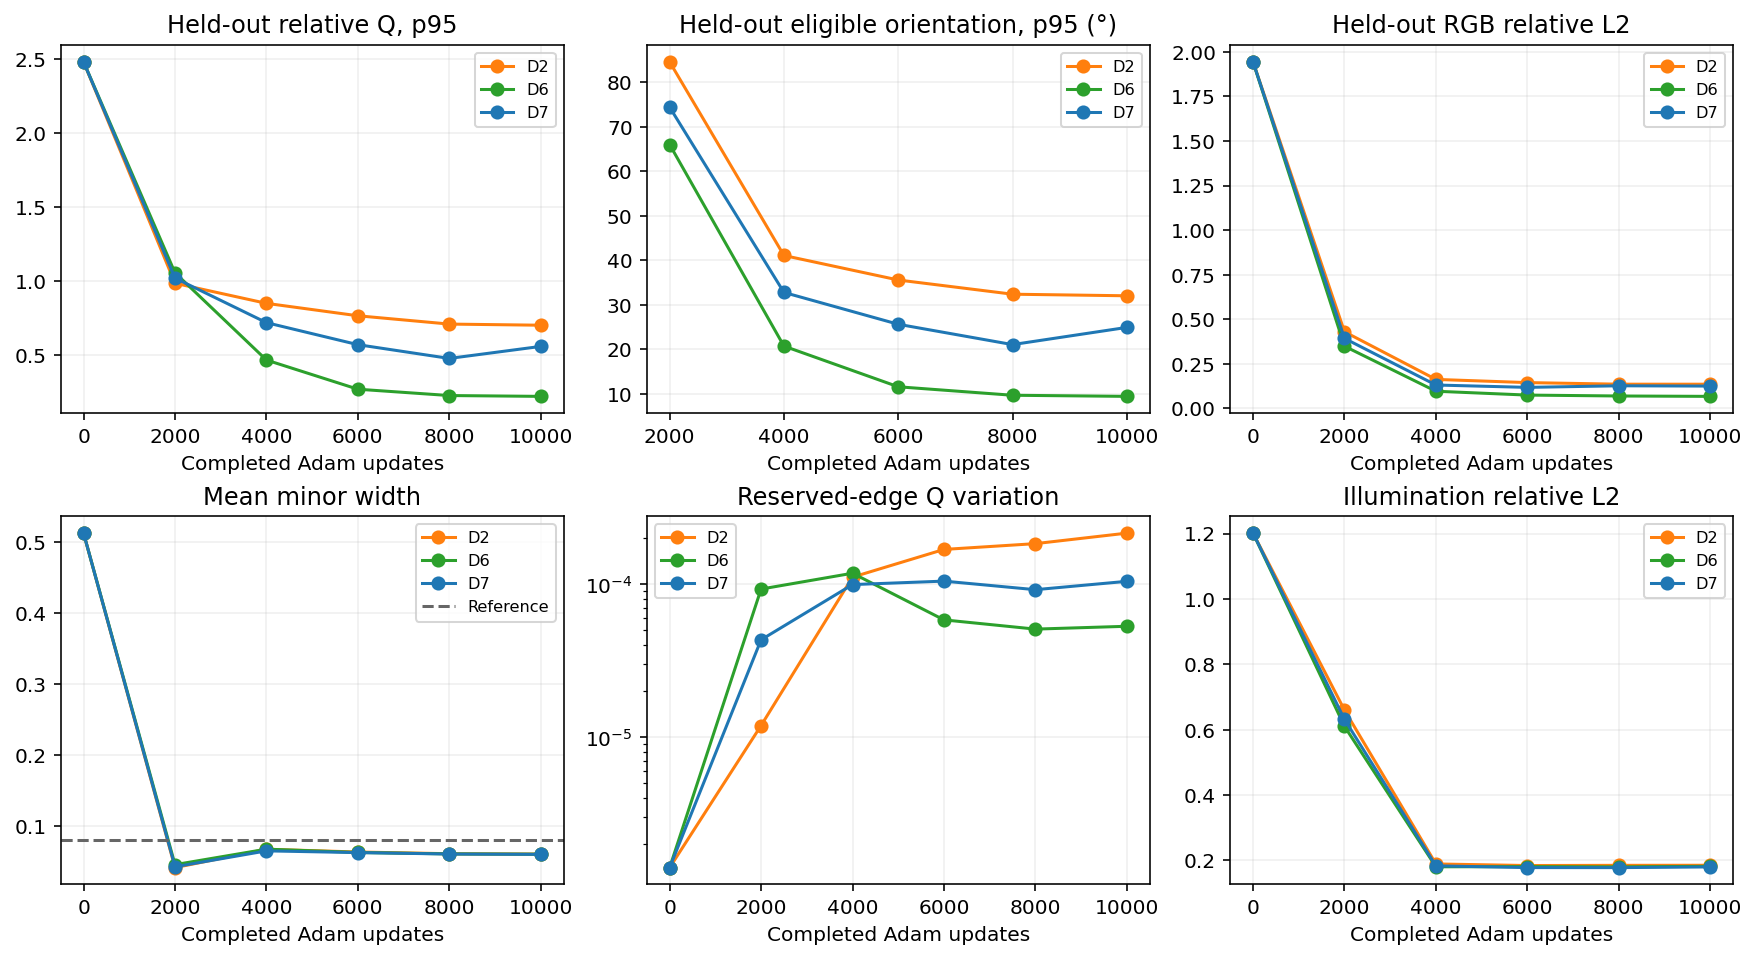 Held-out relative Q, p95
2.5
2.0
1.5
1.0
0.5
0 2000 4000 6000 8000 10000
Completed Adam updates
D2
D6
D7
Held-out eligible orientation, p95 (°)
80
70
60
50
40
30
20
10
2000 4000 6000 8000 10000
Completed Adam updates
D2
D6
D7
Held-out RGB relative L2
2.00
1.75
1.50
1.25
1.00
0.75
0.50
0.25
0.00
0 2000 4000 6000 8000 10000
Completed Adam updates
D2
D6
D7
Mean minor width
0.5
0.4
0.3
0.2
0.1
0 2000 4000 6000 8000 10000
Completed Adam updates
D2
D6
D7
Reference
Reserved-edge Q variation
10⁻⁴
10⁻⁵
0 2000 4000 6000 8000 10000
Completed Adam updates
D2
D6
D7
Illumination relative L2
1.2
1.0
0.8
0.6
0.4
0.2
0 2000 4000 6000 8000 10000
Completed Adam updates
D2
D6
D7